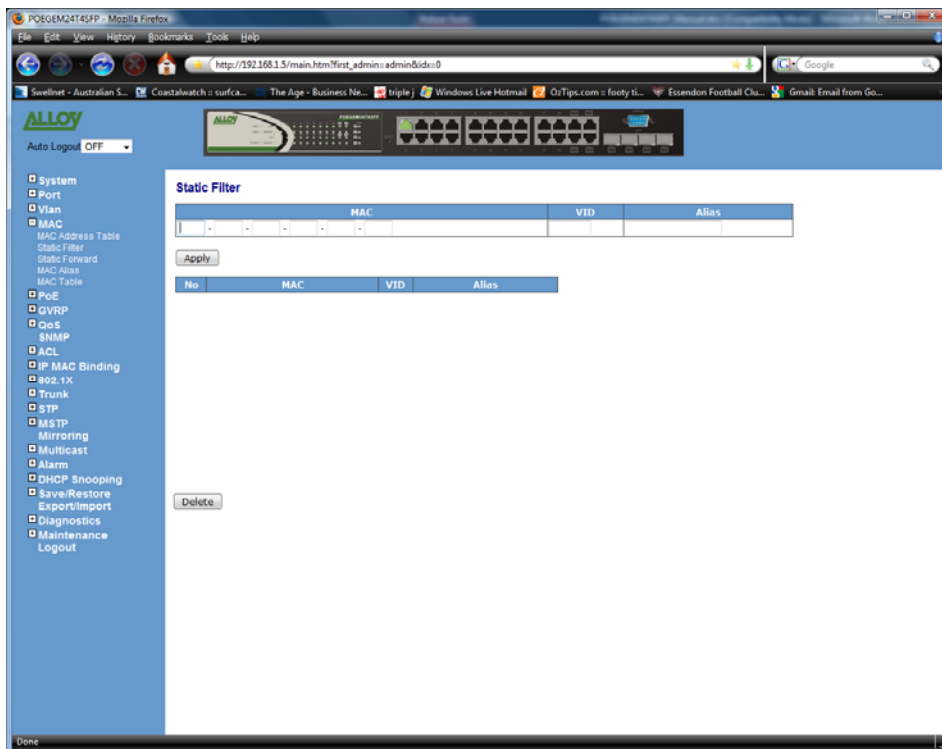 POEGEM24T4SFP - Mozilla Firefox
File Edit View History Bookmarks Tools Help
http://192.168.1.5/main.htm?first_admin=admin&idx=0
Google
Swellnet - Australian S... Coastalwatch :: surfca... The Age - Business Ne... triple j Windows Live Hotmail OzTips.com :: footy ti... Essendon Football Clu... Gmail: Email from Go...
ALLOY
Auto Logout OFF
ALLOY
System
Port
Vlan
MAC
MAC Address Table
Static Filter
Static Forward
MAC Alias
MAC Table
PoE
GVRP
QoS
SNMP
ACL
IP MAC Binding
802.1X
Trunk
STP
MSTP
Mirroring
Multicast
Alarm
DHCP Snooping
Save/Restore
Export/Import
Diagnostics
Maintenance
Logout
Static Filter
MAC VID Alias
- - - - -
Apply
No MAC VID Alias
Delete
Done